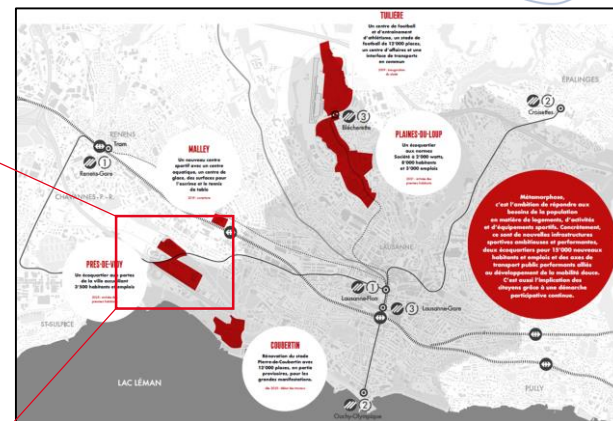 TUILIÈRE
Un centre de football
et d'entraînement
d'athlétisme, un stade de
football de 12'000 places,
un centre d'affaires et une
interface de transports
en commun
ÉPALINGES
2
Croisettes
3
Blécherette
PLAINES-DU-LOUP
Un écoquartier
aux normes
Société à 2'000 watts,
8'000 habitants
et 3'000 emplois
RENENS
Tram
1
Renens-Gare
MALLEY
Un nouveau centre
sportif avec un centre
aquatique, un centre de
glace, des surfaces pour
l'escrime et le tennis
de table
CHAVANNES-P.-R.
Métamorphose,
c'est l'ambition de répondre aux
besoins de la population
en matière de logements, d'activités
et d'équipements sportifs. Concrètement,
ce sont de nouvelles infrastructures
sportives ambitieuses et performantes,
deux écoquartiers pour 15'000 nouveaux
habitants et emplois et des axes de
transport public performants alliés
au développement de la mobilité douce.
C'est aussi l'implication des
citoyens grâce à une démarche
participative continue.
LAUSANNE
PRÉS-DE-VIDY
Un écoquartier aux portes
de la ville accueillant
1
Lausanne-Flon
3
Lausanne-Gare
ST-SULPICE
COUBERTIN
Rénovation du stade
Pierre-de-Coubertin avec
12'000 places, en partie
provisoires, pour les
grandes manifestations.
PULLY
LAC LÉMAN
2
Ouchy-Olympique